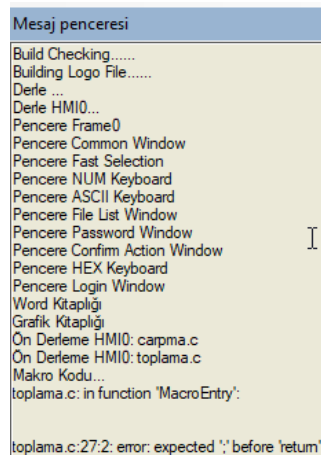 Mesaj penceresi
Build Checking......
Building Logo File......
Derle ...
Derle HMI0...
Pencere Frame0
Pencere Common Window
Pencere Fast Selection
Pencere NUM Keyboard
Pencere ASCII Keyboard
Pencere File List Window
Pencere Password Window
Pencere Confirm Action Window
Pencere HEX Keyboard
Pencere Login Window
Word Kitaplığı
Grafik Kitaplığı
Ön Derleme HMI0: carpma.c
Ön Derleme HMI0: toplama.c
Makro Kodu...
toplama.c: in function 'MacroEntry':
toplama.c:27:2: error: expected ';' before 'return'